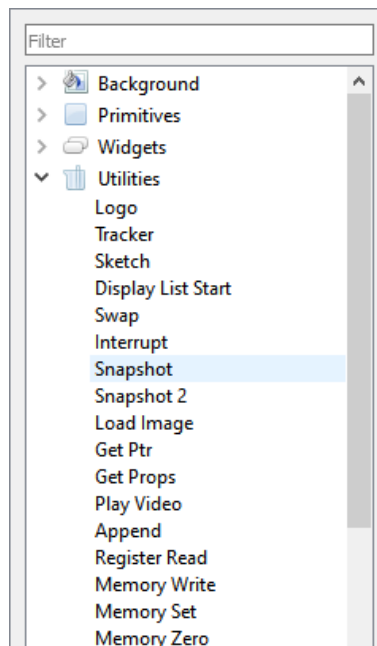 Filter
Background
Primitives
Widgets
Utilities
Logo
Tracker
Sketch
Display List Start
Swap
Interrupt
Snapshot
Snapshot 2
Load Image
Get Ptr
Get Props
Play Video
Append
Register Read
Memory Write
Memory Set
Memory Zero